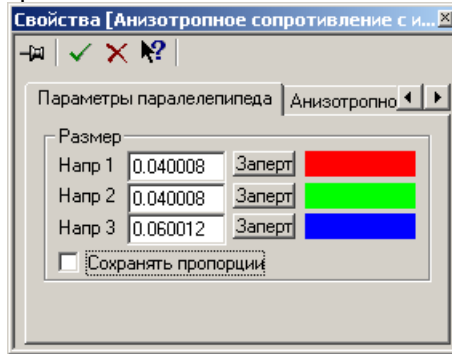 Свойства [Анизотропное сопротивление с и...
Параметры паралелепипеда Анизотропно
Размер
Напр 1 0.040008 Заперт
Напр 2 0.040008 Заперт
Напр 3 0.060012 Заперт
Сохранять пропорции